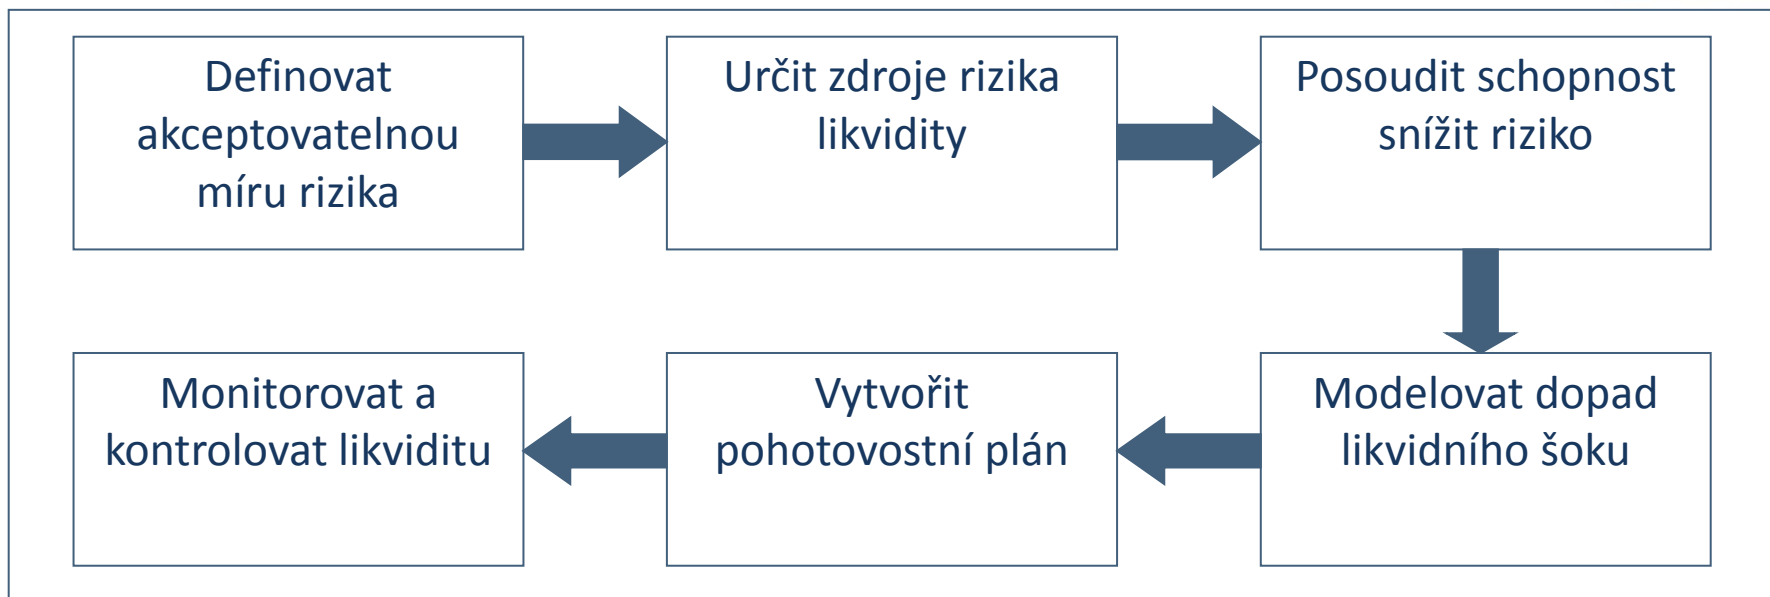 Definovat
akceptovatelnou
míru rizika
Určit zdroje rizika
likvidity
Posoudit schopnost
snížit riziko
Modelovat dopad
likvidního šoku
Vytvořit
pohotovostní plán
Monitorovat a
kontrolovat likviditu